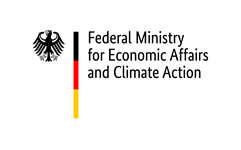 Federal Ministry
for Economic Affairs
and Climate Action